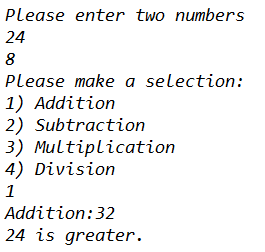 Please enter two numbers
24
8
Please make a selection:
1) Addition
2) Subtraction
3) Multiplication
4) Division
1
Addition:32
24 is greater.